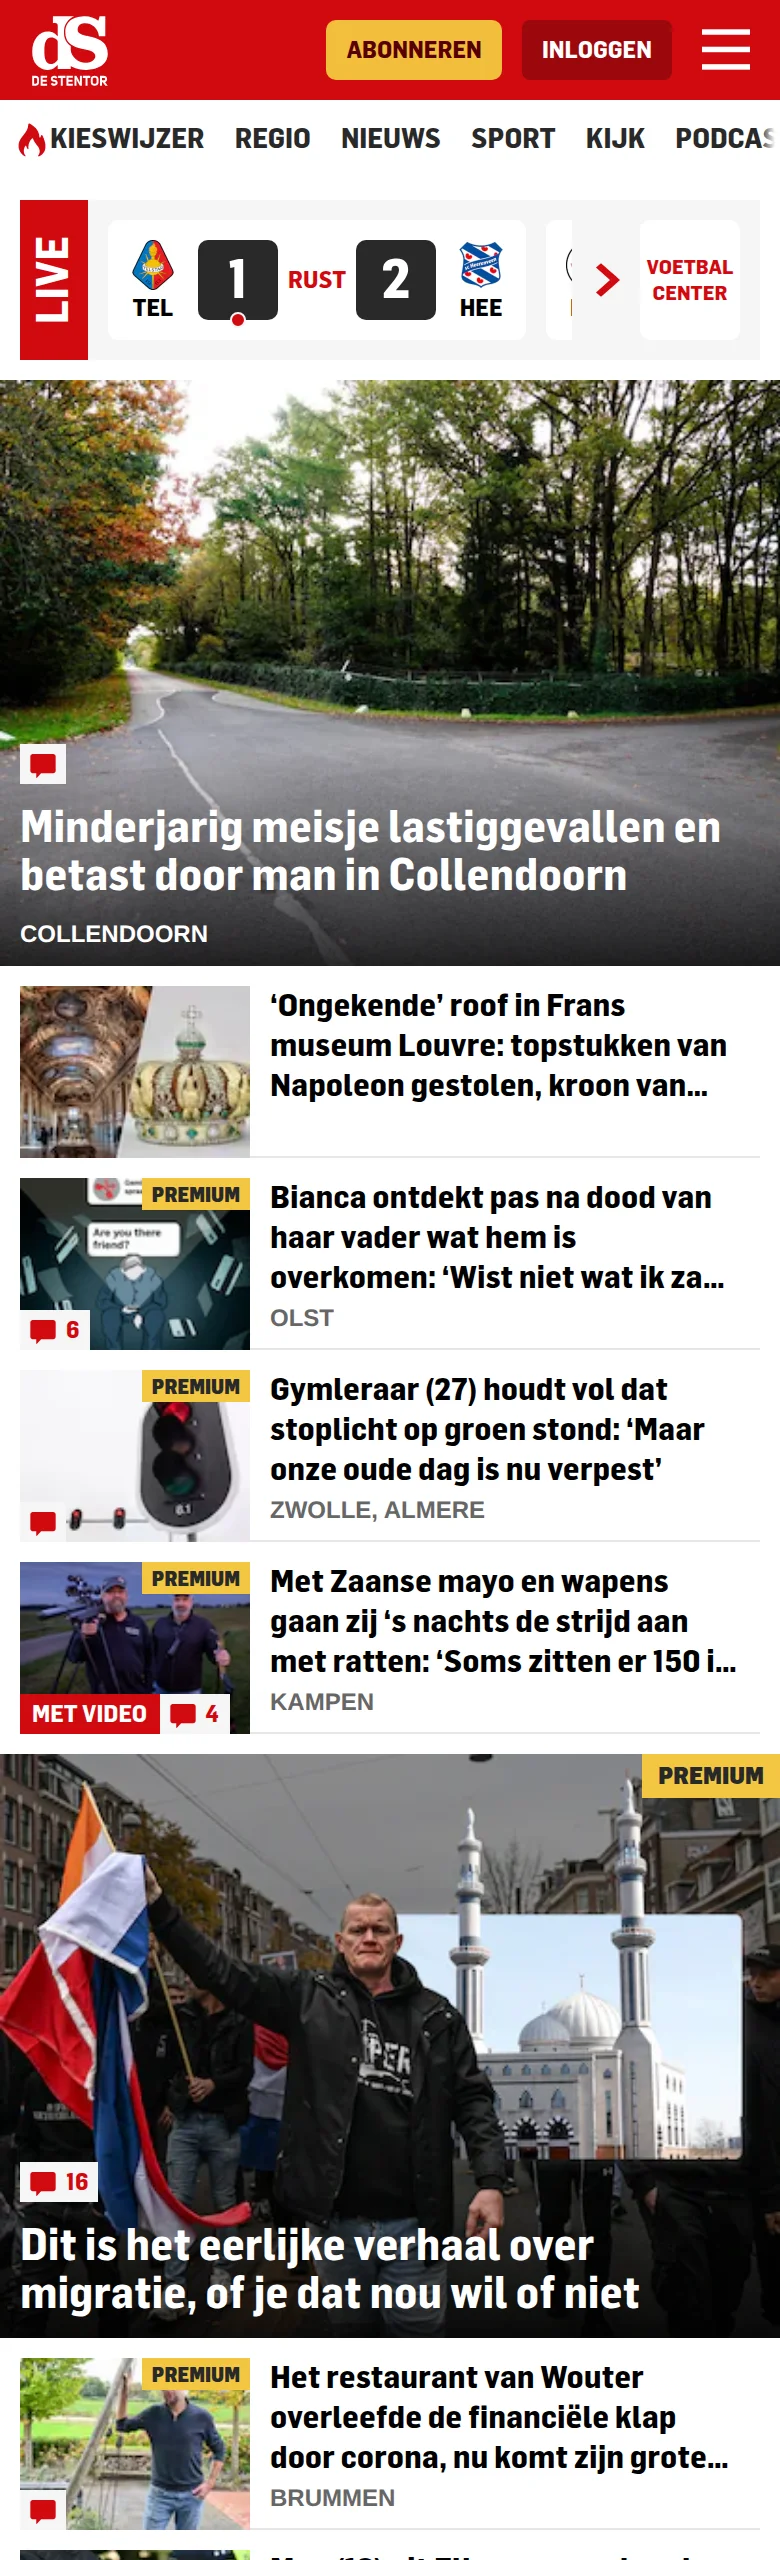 dS
DE STENTOR
ABONNEREN
INLOGGEN
KIESWIJZER REGIO NIEUWS SPORT KIJK PODCAS
LIVE
TEL
1
RUST
2
HEE
VOETBAL
CENTER
Minderjarig meisje lastiggevallen en
betast door man in Collendoorn
COLLENDOORN
‘Ongekende’ roof in Frans
museum Louvre: topstukken van
Napoleon gestolen, kroon van...
PREMIUM
Are you there
friend?
6
Bianca ontdekt pas na dood van
haar vader wat hem is
overkomen: ‘Wist niet wat ik za...
OLST
PREMIUM
Gymleraar (27) houdt vol dat
stoplicht op groen stond: ‘Maar
onze oude dag is nu verpest’
ZWOLLE, ALMERE
PREMIUM
MET VIDEO
4
Met Zaanse mayo en wapens
gaan zij ‘s nachts de strijd aan
met ratten: ‘Soms zitten er 150 i...
KAMPEN
PREMIUM
16
Dit is het eerlijke verhaal over
migratie, of je dat nou wil of niet
PREMIUM
Het restaurant van Wouter
overleefde de financiële klap
door corona, nu komt zijn grote...
BRUMMEN